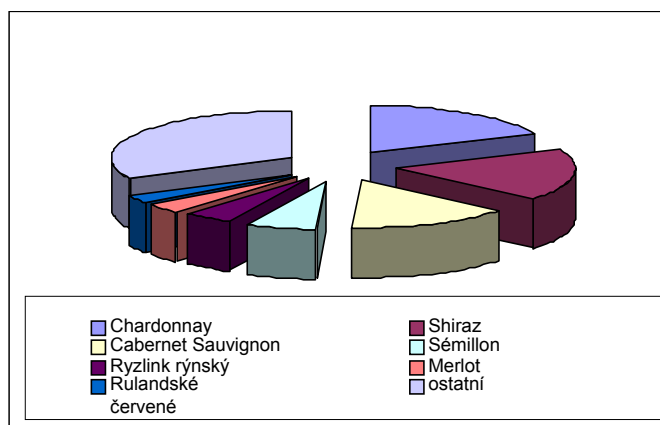 Chardonnay
Shiraz
Cabernet Sauvignon
Sémillon
Ryzlink rýnský
Merlot
Rulandské
červené
ostatní